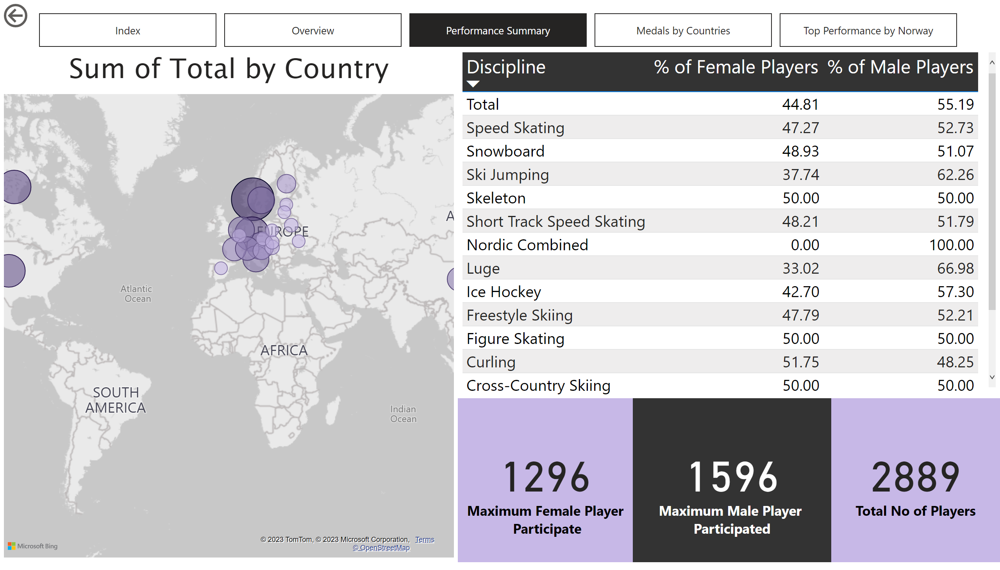 Index
Overview
Performance Summary
Medals by Countries
Top Performance by Norway
Sum of Total by Country
EUROPE
A
Atlantic
Ocean
AFRICA
SOUTH
AMERICA
Indian
Ocean
Microsoft Bing
© 2023 TomTom, © 2023 Microsoft Corporation, Terms
© OpenStreetMap
Discipline % of Female Players % of Male Players
Total 44.81 55.19
Speed Skating 47.27 52.73
Snowboard 48.93 51.07
Ski Jumping 37.74 62.26
Skeleton 50.00 50.00
Short Track Speed Skating 48.21 51.79
Nordic Combined 0.00 100.00
Luge 33.02 66.98
Ice Hockey 42.70 57.30
Freestyle Skiing 47.79 52.21
Figure Skating 50.00 50.00
Curling 51.75 48.25
Cross-Country Skiing 50.00 50.00
1296
Maximum Female Player
Participate
1596
Maximum Male Player
Participated
2889
Total No of Players